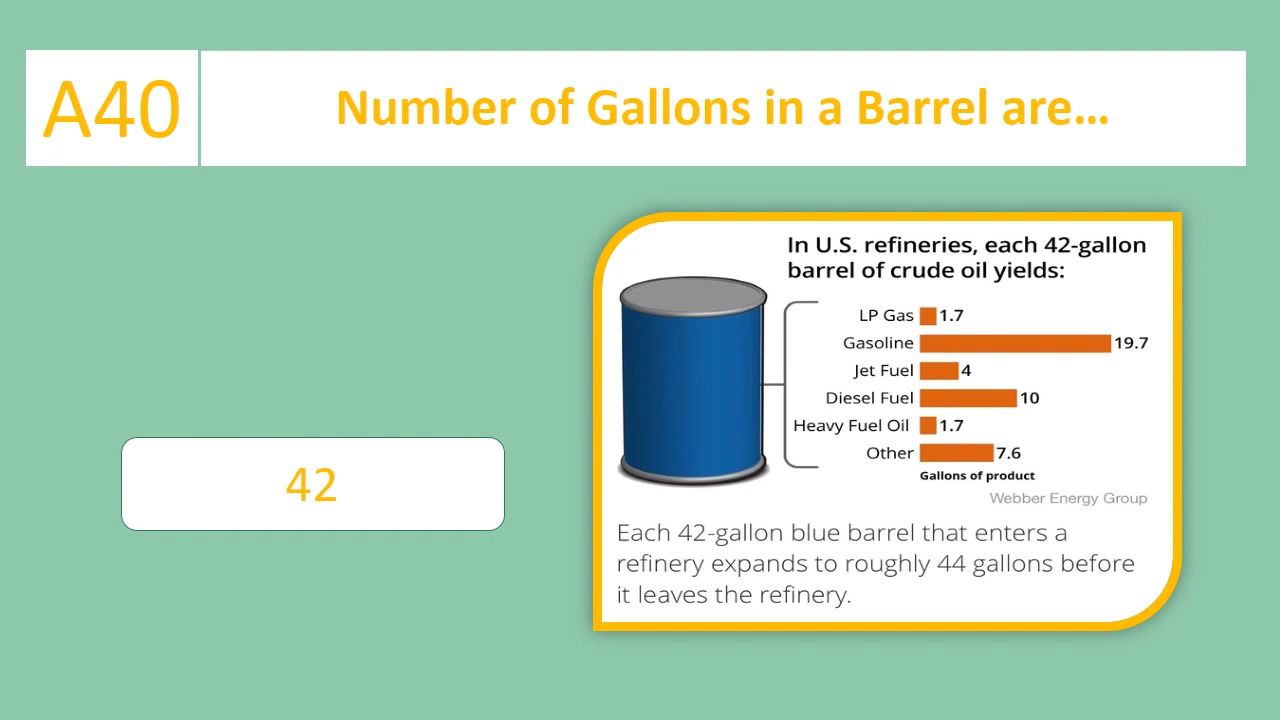 A40
Number of Gallons in a Barrel are…
42
In U.S. refineries, each 42-gallon
barrel of crude oil yields:
LP Gas 1.7
Gasoline 19.7
Jet Fuel 4
Diesel Fuel 10
Heavy Fuel Oil 1.7
Other 7.6
Gallons of product
Webber Energy Group
Each 42-gallon blue barrel that enters a
refinery expands to roughly 44 gallons before
it leaves the refinery.